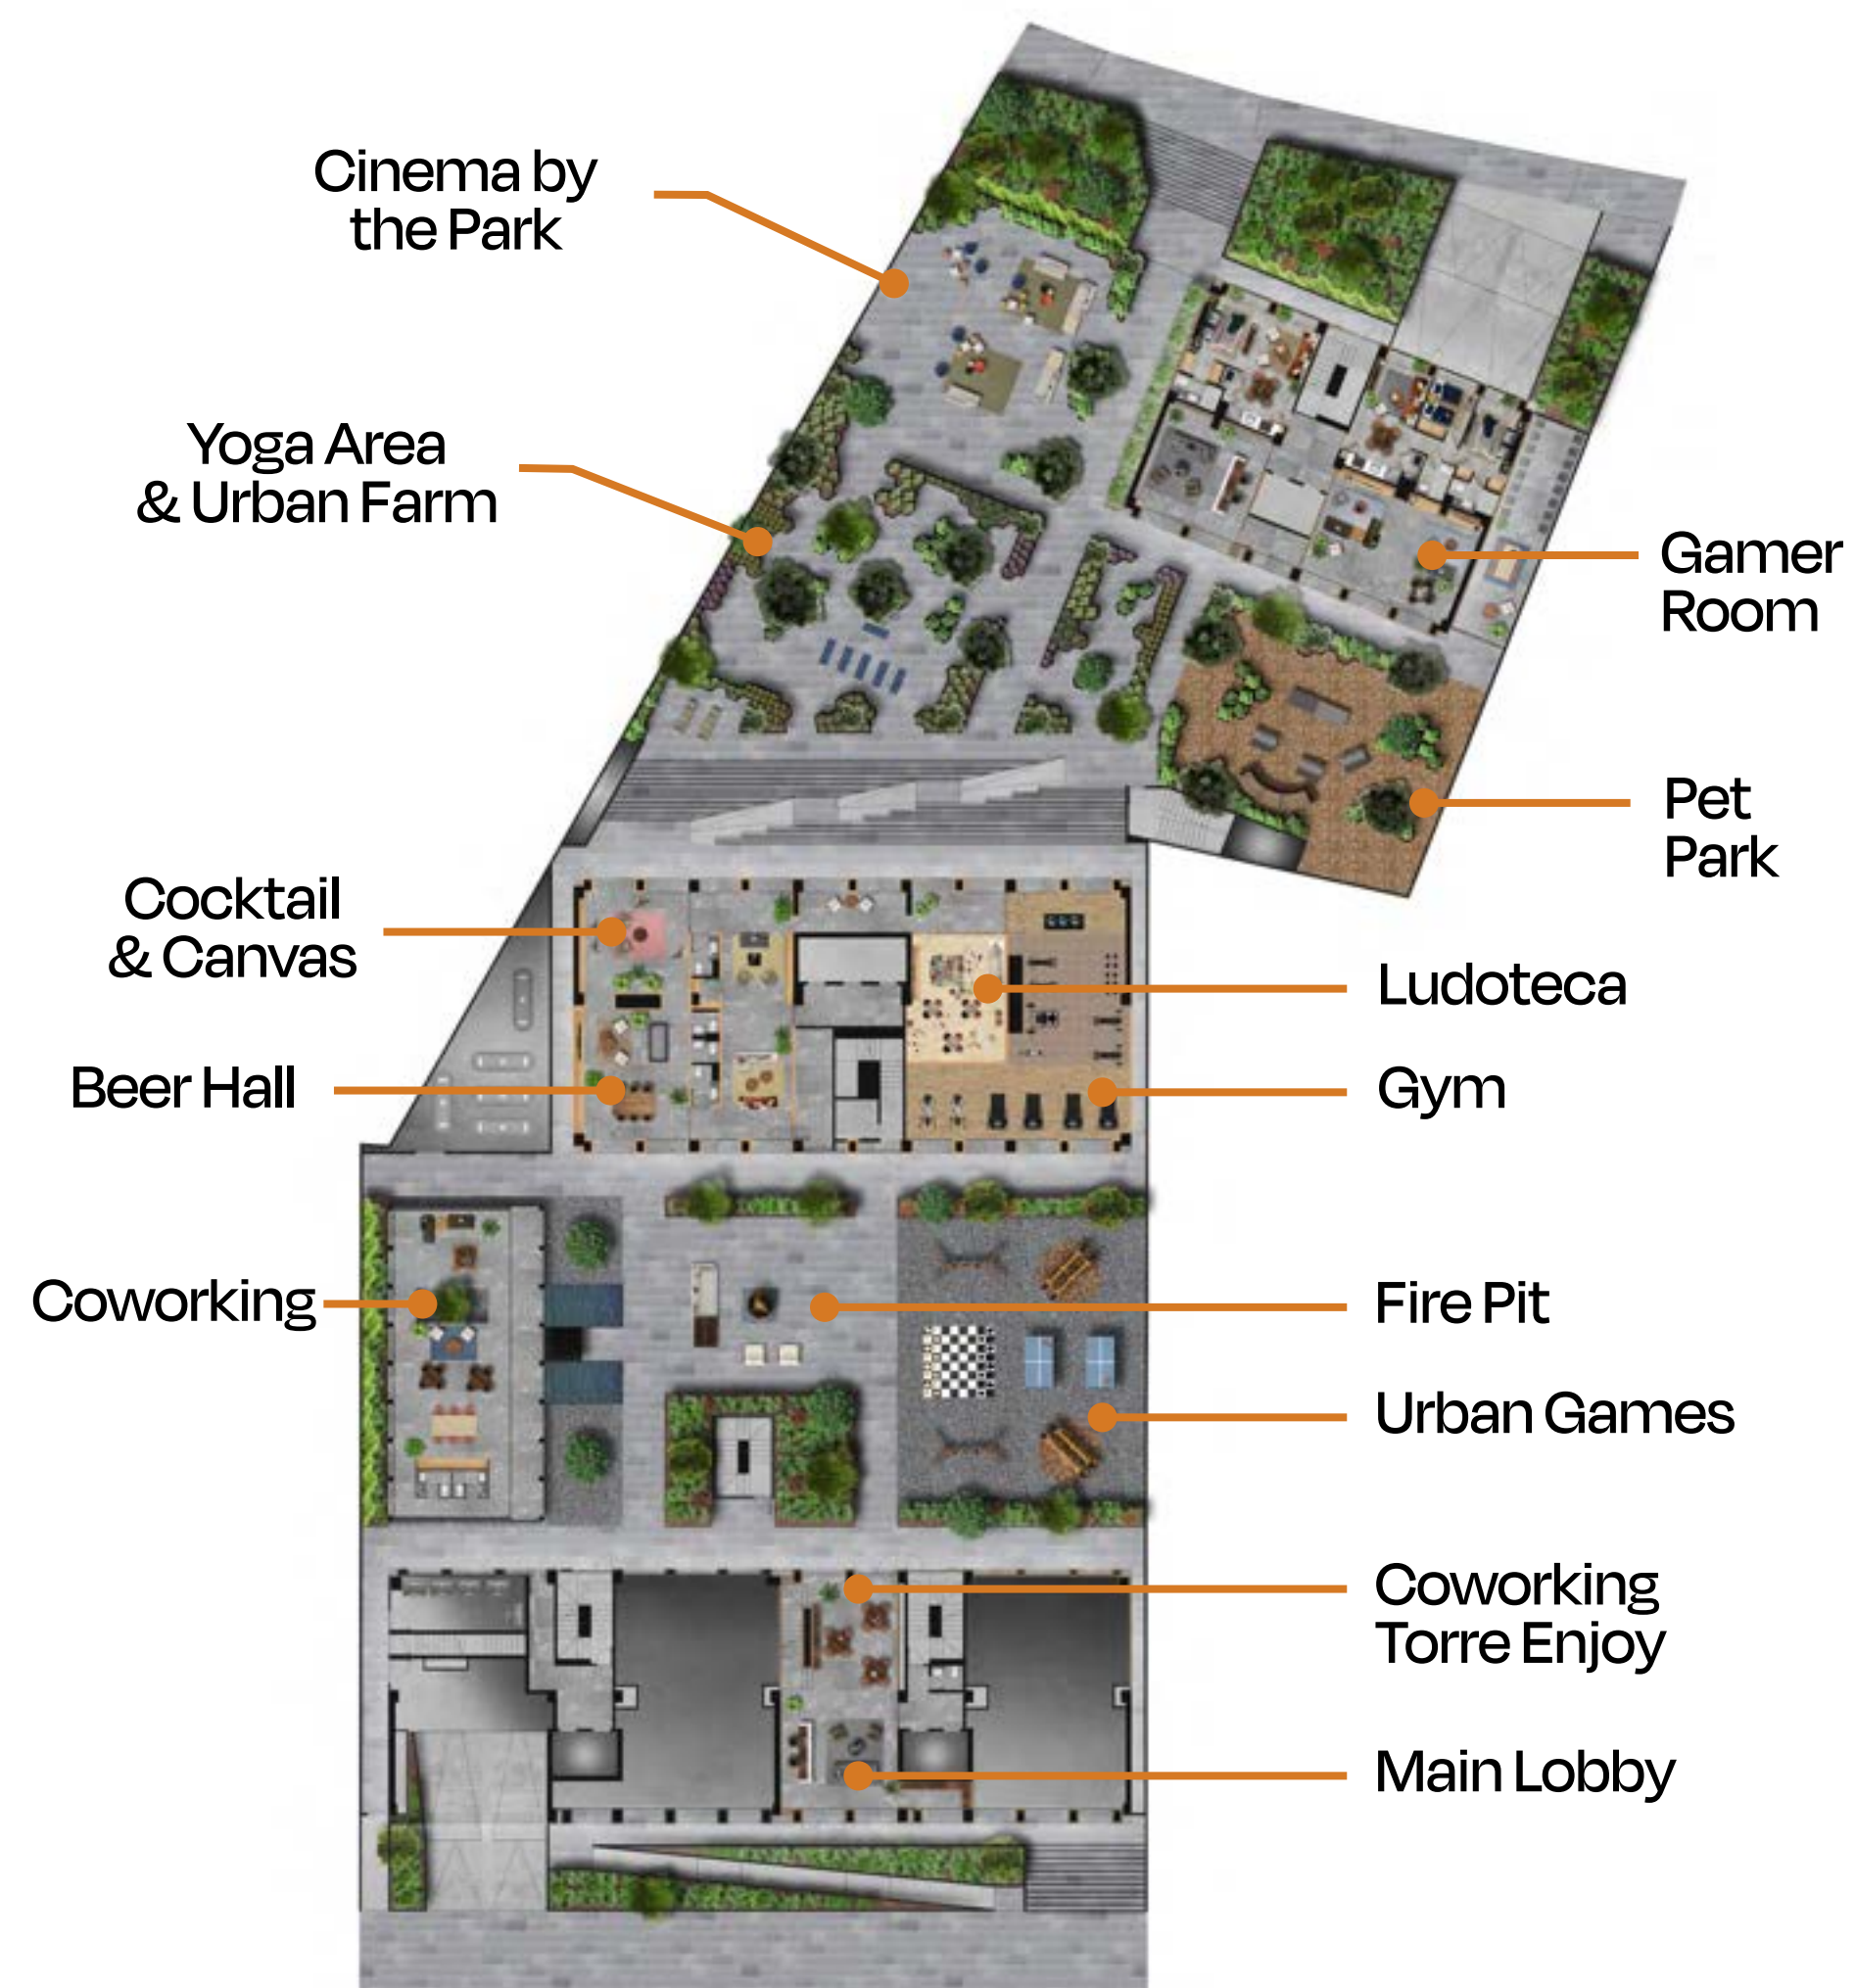 Cinema by
the Park
Yoga Area
& Urban Farm
Gamer
Room
Pet
Park
Cocktail
& Canvas
Ludoteca
Beer Hall
Gym
Coworking
Fire Pit
Urban Games
Coworking
Torre Enjoy
Main Lobby